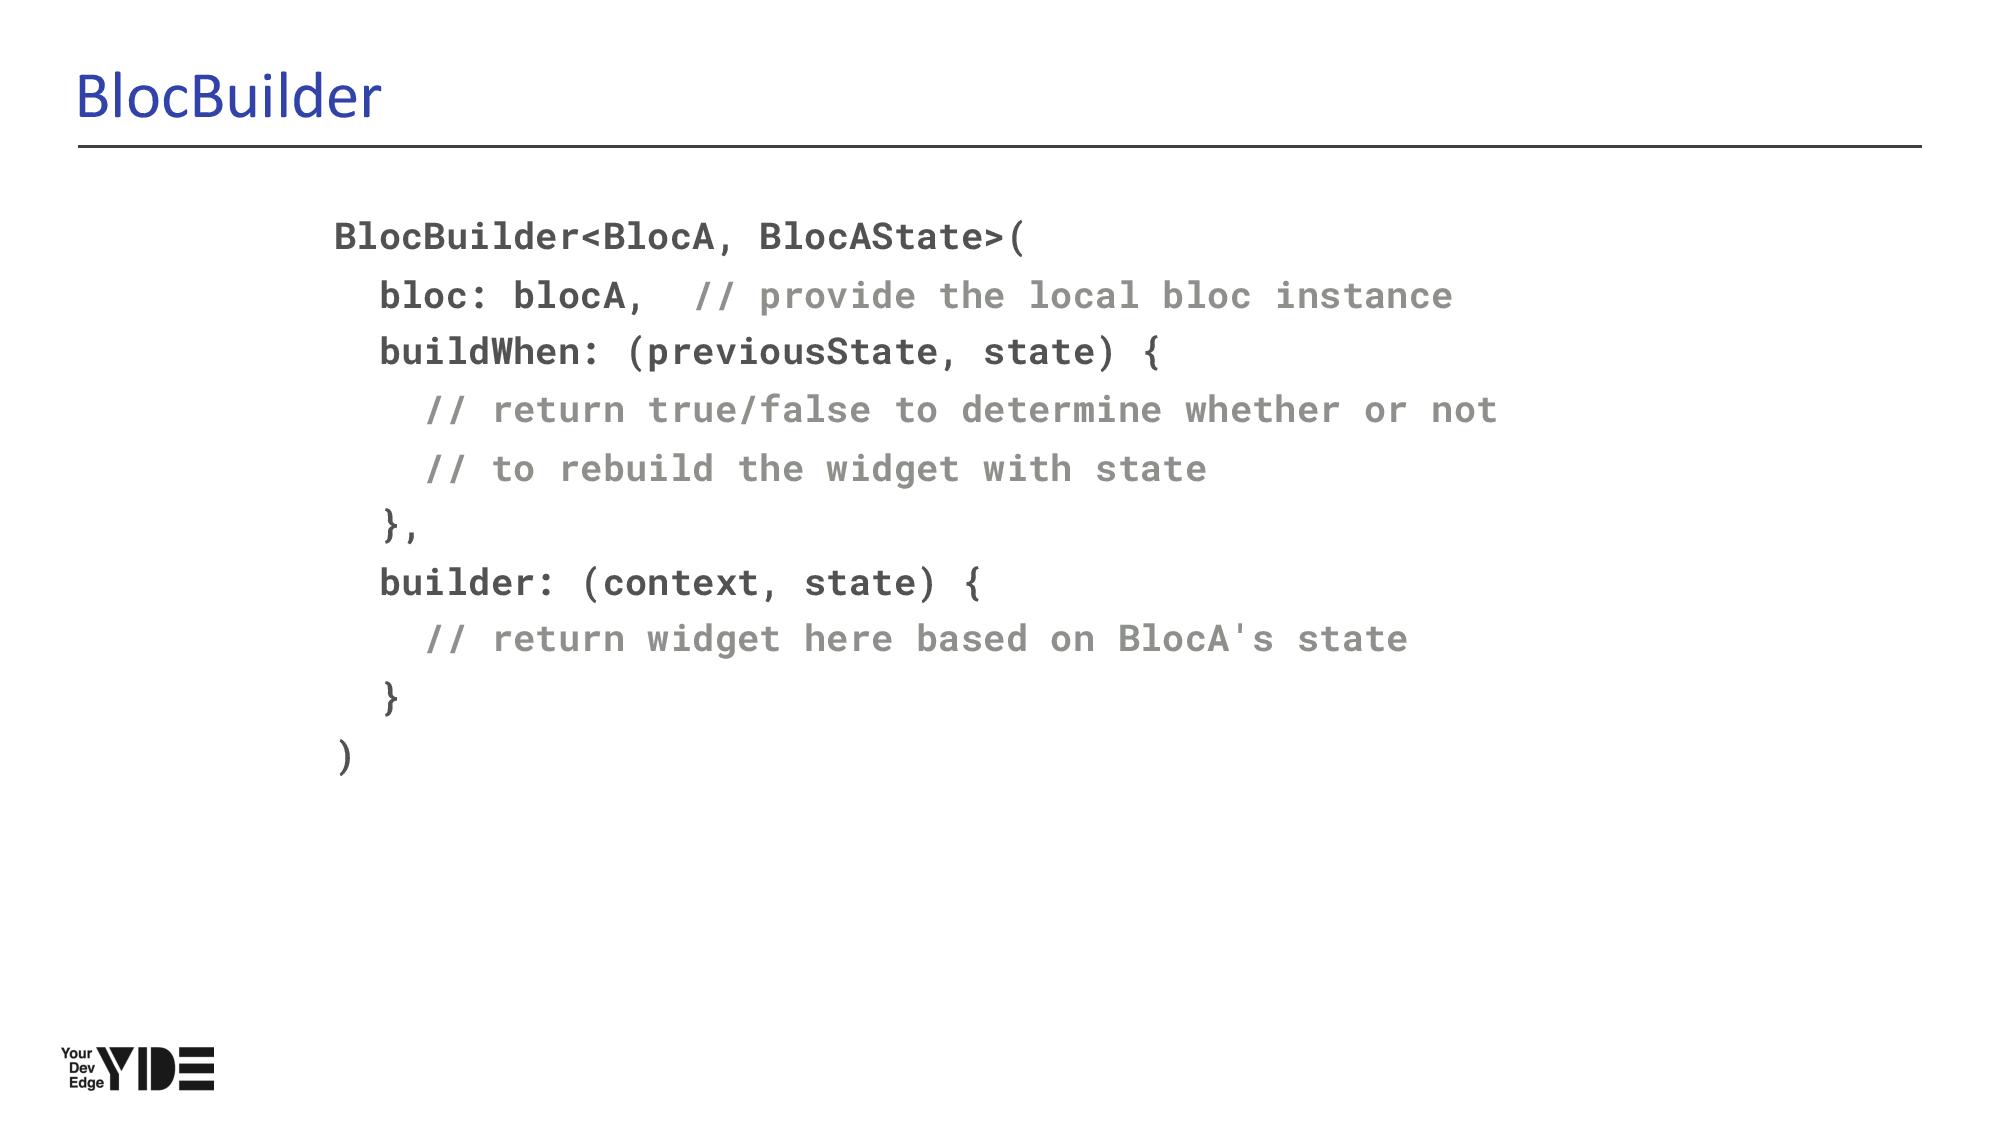 BlocBuilder
BlocBuilder<BlocA, BlocAState>(
  bloc: blocA,  // provide the local bloc instance
  buildWhen: (previousState, state) {
    // return true/false to determine whether or not
    // to rebuild the widget with state
  },
  builder: (context, state) {
    // return widget here based on BlocA's state
  }
)
Your
Dev
Edge
YDE